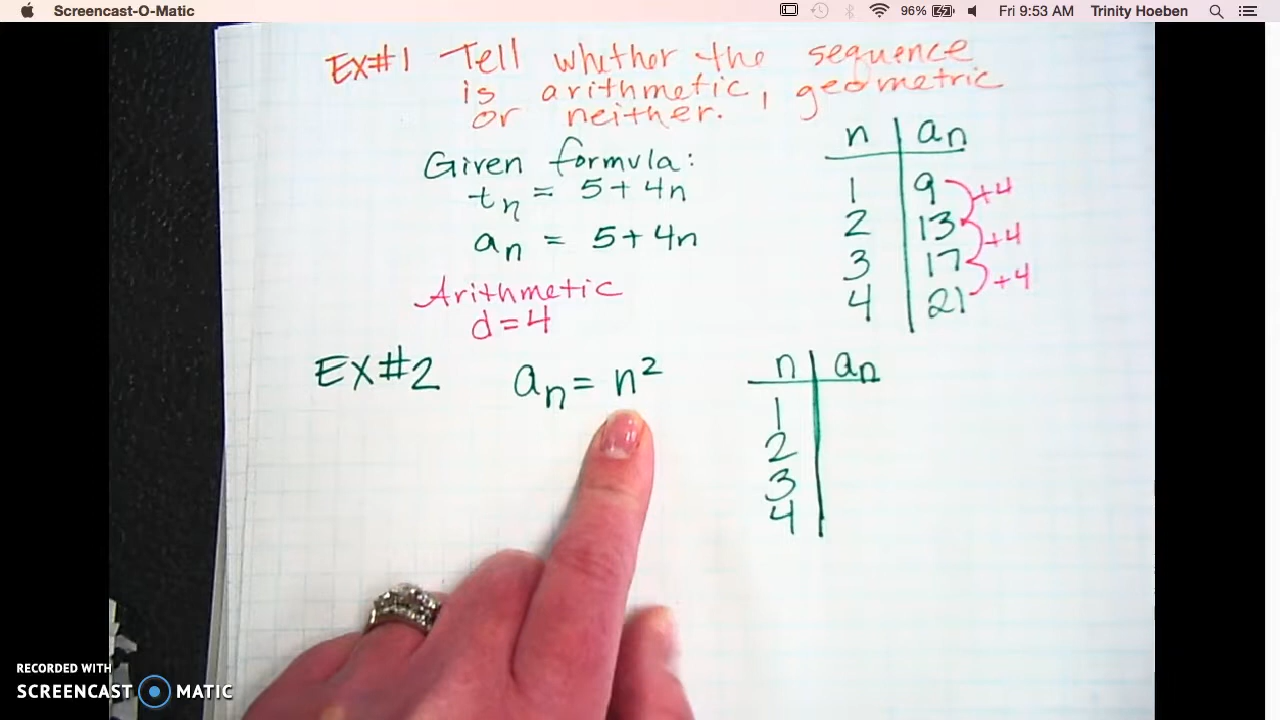 Screencast-O-Matic
96%
Fri 9:53 AM
Trinity Hoeben
EX#1 Tell whether the sequence
is arithmetic, geometric
or neither.
Given formula:
tn = 5+4n
an = 5+4n
Arithmetic
d=4
n an
1 9
2 13
3 17
4 21
+4
+4
+4
EX#2 an = n²
n an
1
2
3
4
RECORDED WITH
SCREENCAST MATIC